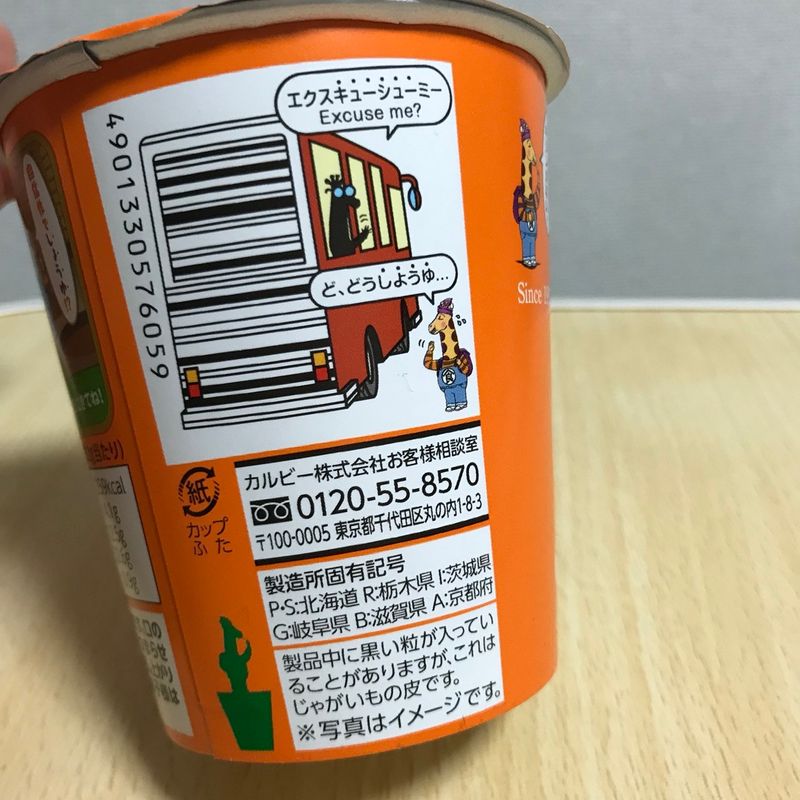 エクスキューシューミー
Excuse me?
4901330576059
ど、どうしようゆ…
食
Since
紙
カップ
ふた
カルビー株式会社お客様相談室
0120-55-8570
〒100-0005 東京都千代田区丸の内1-8-3
製造所固有記号
P・S:北海道 R:栃木県 I:茨城県
G:岐阜県 B:滋賀県 A:京都府
製品中に黒い粒が入ってい
ることがありますが、これは
じゃがいもの皮です。
※写真はイメージです。
当たり)
kcal